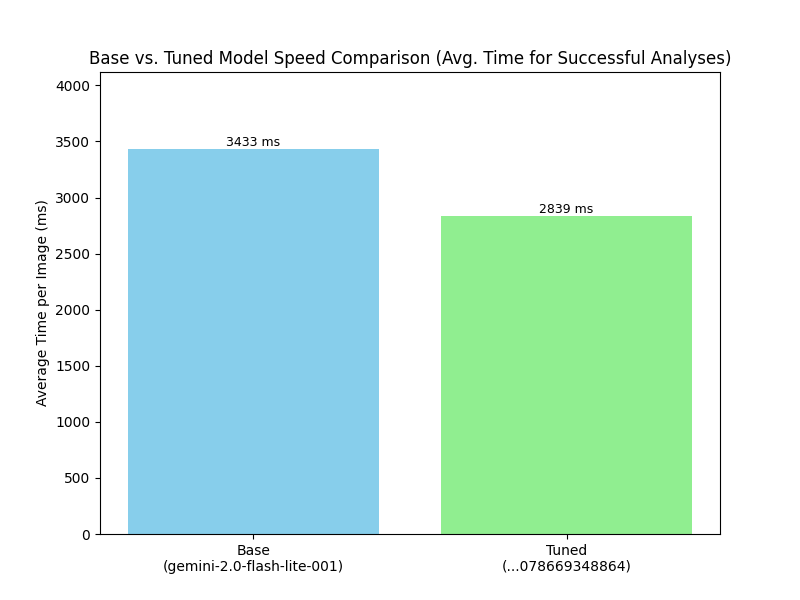 Base vs. Tuned Model Speed Comparison (Avg. Time for Successful Analyses)
Average Time per Image (ms)
4000
3500
3000
2500
2000
1500
1000
500
0
3433 ms
2839 ms
Base
(gemini-2.0-flash-lite-001)
Tuned
(...078669348864)